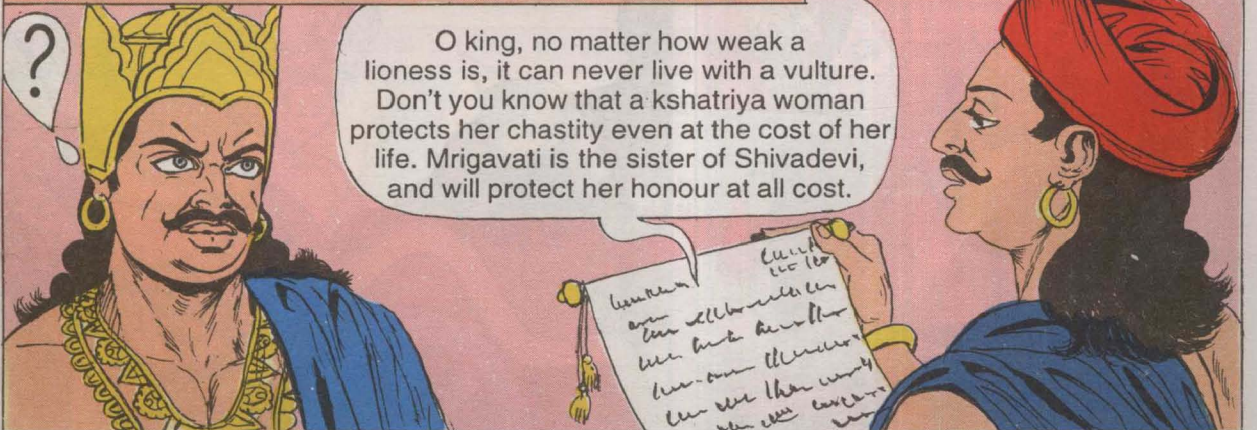 ?
O king, no matter how weak a
lioness is, it can never live with a vulture.
Don't you know that a kshatriya woman
protects her chastity even at the cost of her
life. Mrigavati is the sister of Shivadevi,
and will protect her honour at all cost.